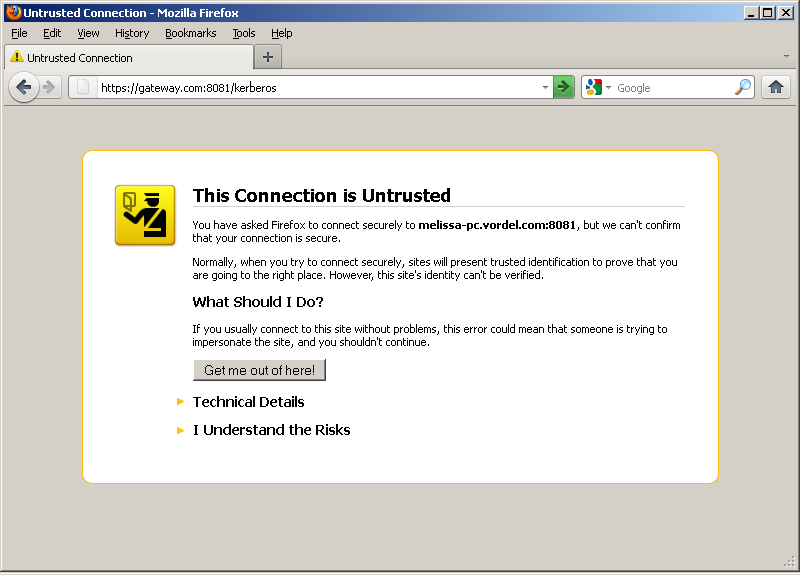 Untrusted Connection - Mozilla Firefox
File Edit View History Bookmarks Tools Help
Untrusted Connection
https://gateway.com:8081/kerberos
Google
This Connection is Untrusted
You have asked Firefox to connect securely to melissa-pc.vordel.com:8081, but we can't confirm
that your connection is secure.
Normally, when you try to connect securely, sites will present trusted identification to prove that you
are going to the right place. However, this site's identity can't be verified.
What Should I Do?
If you usually connect to this site without problems, this error could mean that someone is trying to
impersonate the site, and you shouldn't continue.
Get me out of here!
Technical Details
I Understand the Risks